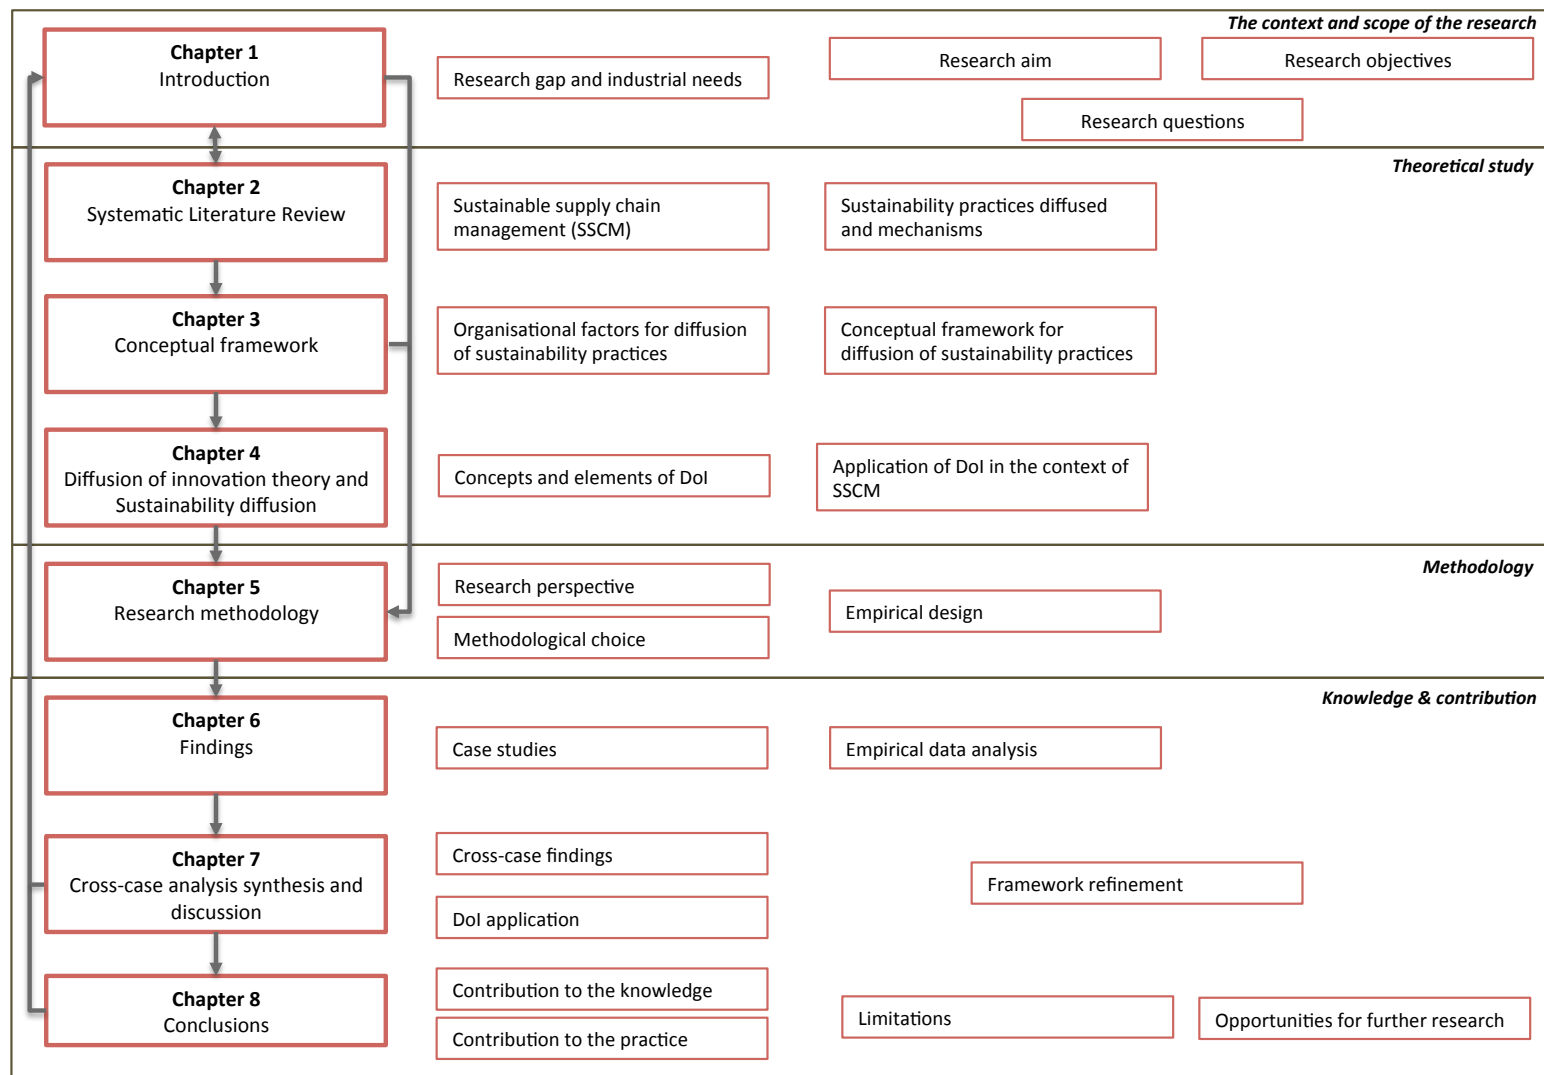 The context and scope of the research
Chapter 1
Introduction
Research gap and industrial needs
Research aim
Research objectives
Research questions
Theoretical study
Chapter 2
Systematic Literature Review
Sustainable supply chain
management (SSCM)
Sustainability practices diffused
and mechanisms
Chapter 3
Conceptual framework
Organisational factors for diffusion
of sustainability practices
Conceptual framework for
diffusion of sustainability practices
Chapter 4
Diffusion of innovation theory and
Sustainability diffusion
Concepts and elements of DoI
Application of DoI in the context of
SSCM
Methodology
Chapter 5
Research methodology
Research perspective
Methodological choice
Empirical design
Knowledge & contribution
Chapter 6
Findings
Case studies
Empirical data analysis
Chapter 7
Cross-case analysis synthesis and
discussion
Cross-case findings
DoI application
Framework refinement
Chapter 8
Conclusions
Contribution to the knowledge
Contribution to the practice
Limitations
Opportunities for further research